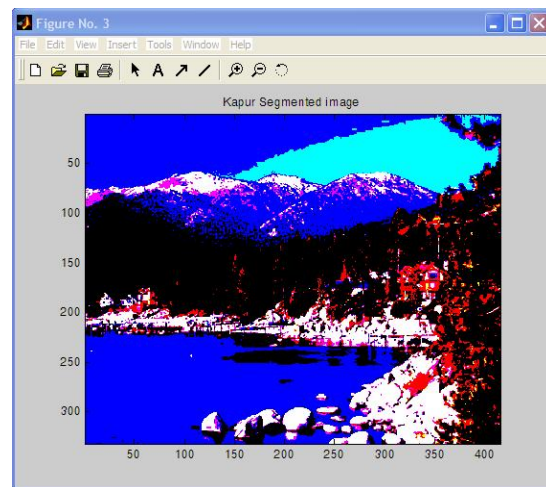 Figure No. 3
File Edit View Insert Tools Window Help
A
Kapur Segmented image
50
100
150
200
250
300
50 100 150 200 250 300 350 400